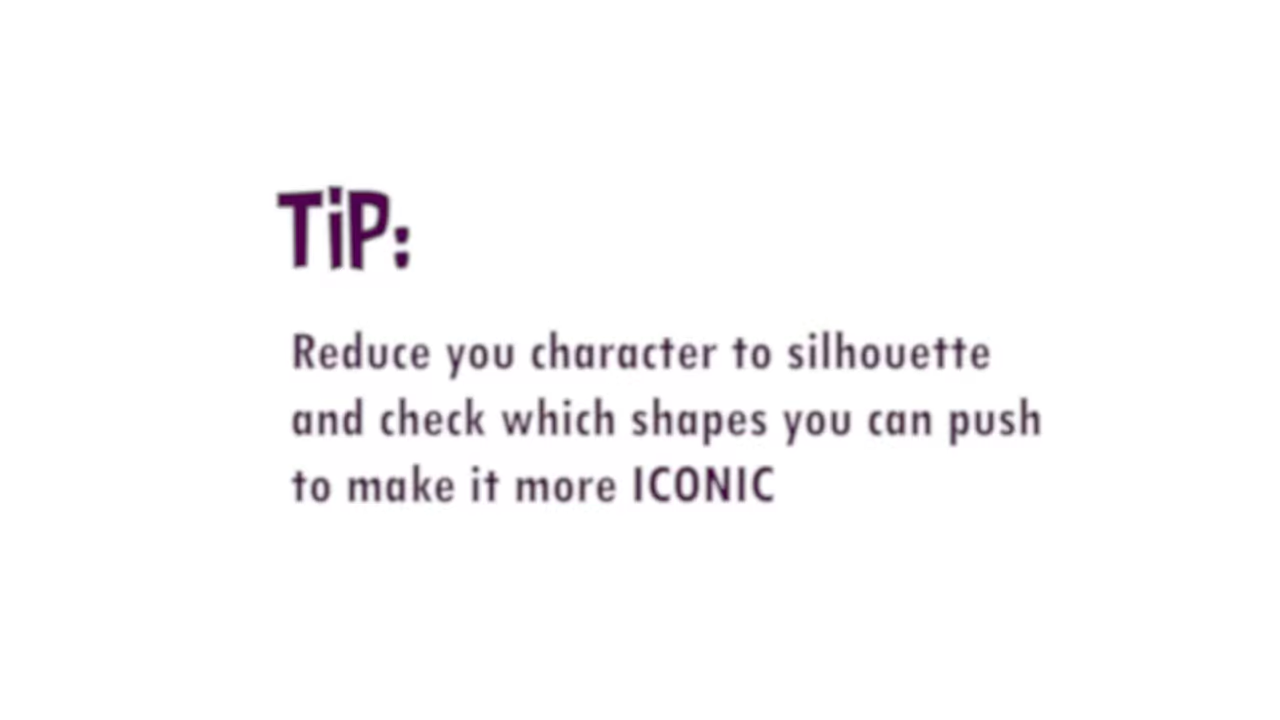 TiP:
Reduce you character to silhouette
and check which shapes you can push
to make it more ICONIC